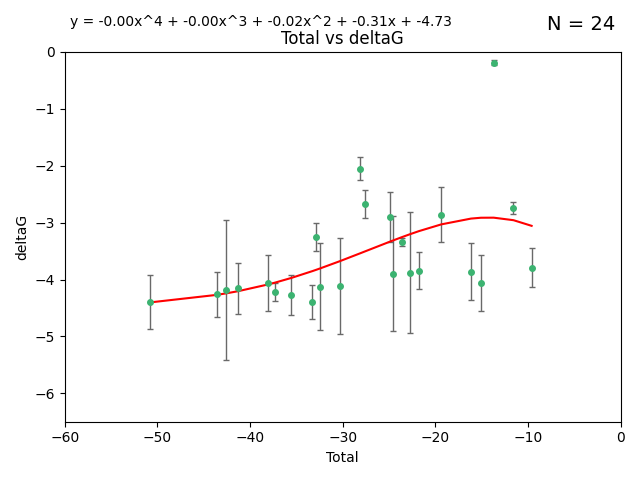 y = -0.00x^4 + -0.00x^3 + -0.02x^2 + -0.31x + -4.73
N = 24
Total vs deltaG
0
−1
−2
−3
−4
−5
−6
deltaG
−60 −50 −40 −30 −20 −10 0
Total